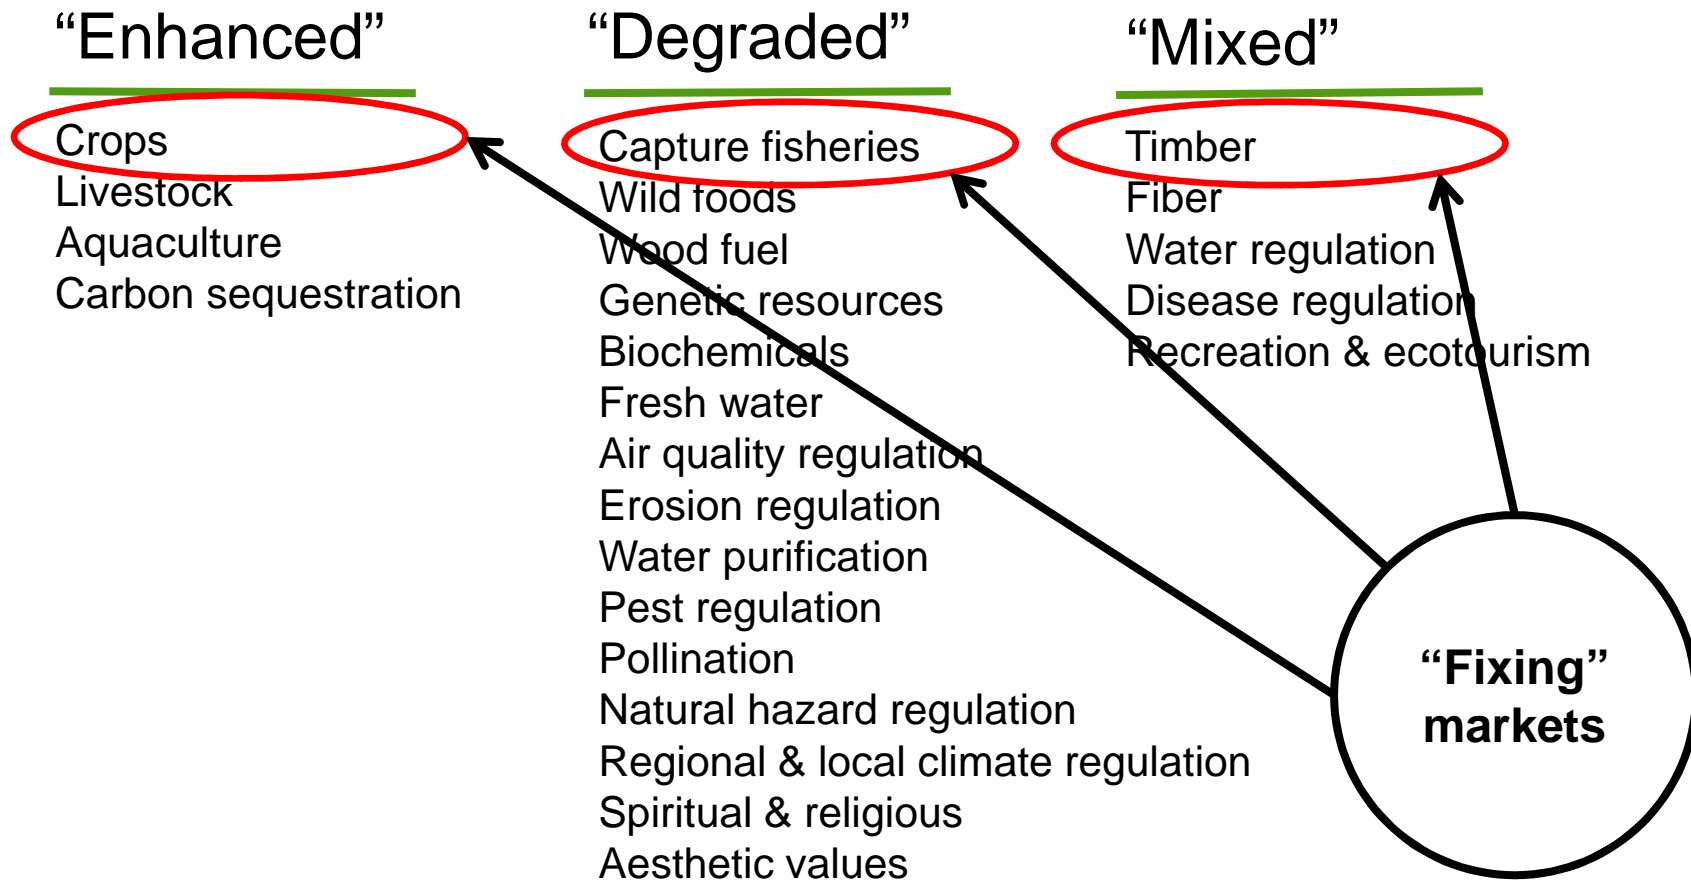 “Enhanced”
Crops
Livestock
Aquaculture
Carbon sequestration
“Degraded”
Capture fisheries
Wild foods
Wood fuel
Genetic resources
Biochemicals
Fresh water
Air quality regulation
Erosion regulation
Water purification
Pest regulation
Pollination
Natural hazard regulation
Regional & local climate regulation
Spiritual & religious
Aesthetic values
“Mixed”
Timber
Fiber
Water regulation
Disease regulation
Recreation & ecotourism
“Fixing”
markets